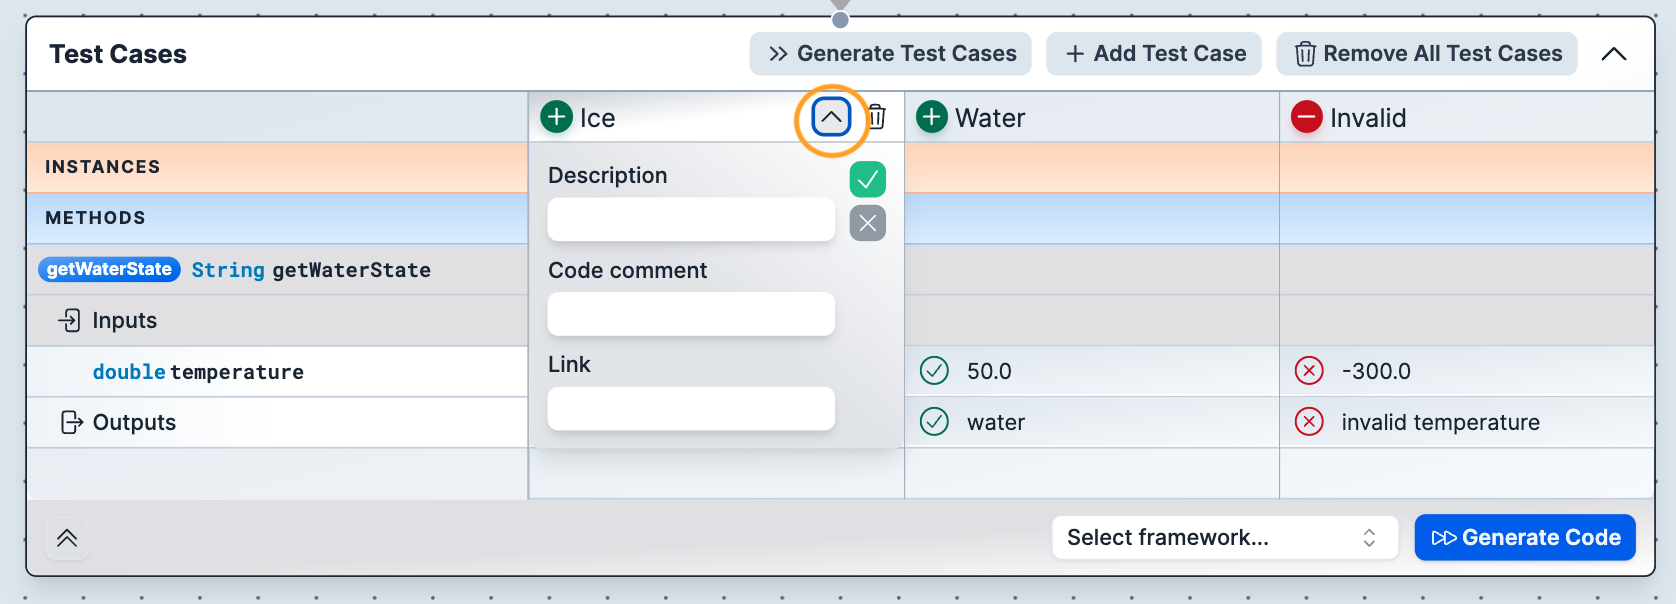 Test Cases
Generate Test Cases
Add Test Case
Remove All Test Cases
Ice
Water
Invalid
INSTANCES
METHODS
getWaterState String getWaterState
Inputs
double temperature
50.0
-300.0
Outputs
water
invalid temperature
Description
Code comment
Link
Select framework...
Generate Code